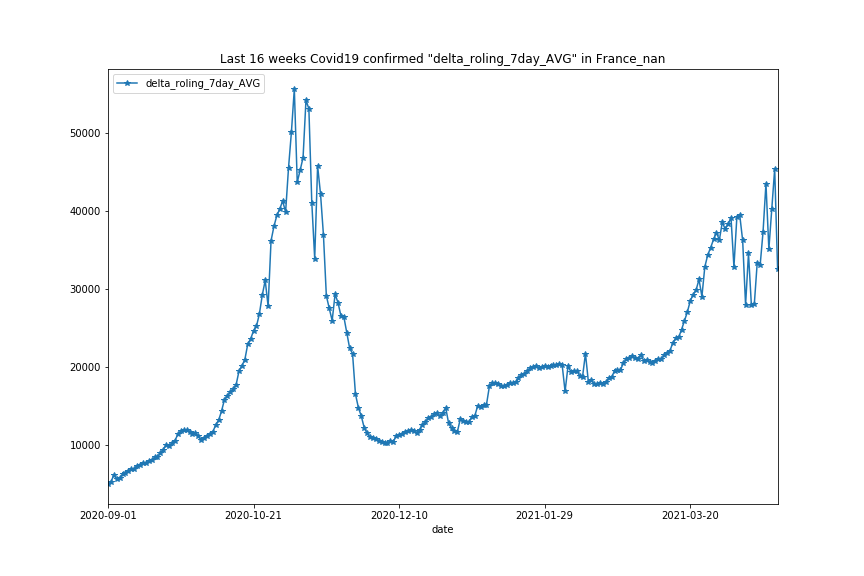 Last 16 weeks Covid19 confirmed "delta_roling_7day_AVG" in France_nan
delta_roling_7day_AVG
50000
40000
30000
20000
10000
2020-09-01 2020-10-21 2020-12-10 2021-01-29 2021-03-20
date